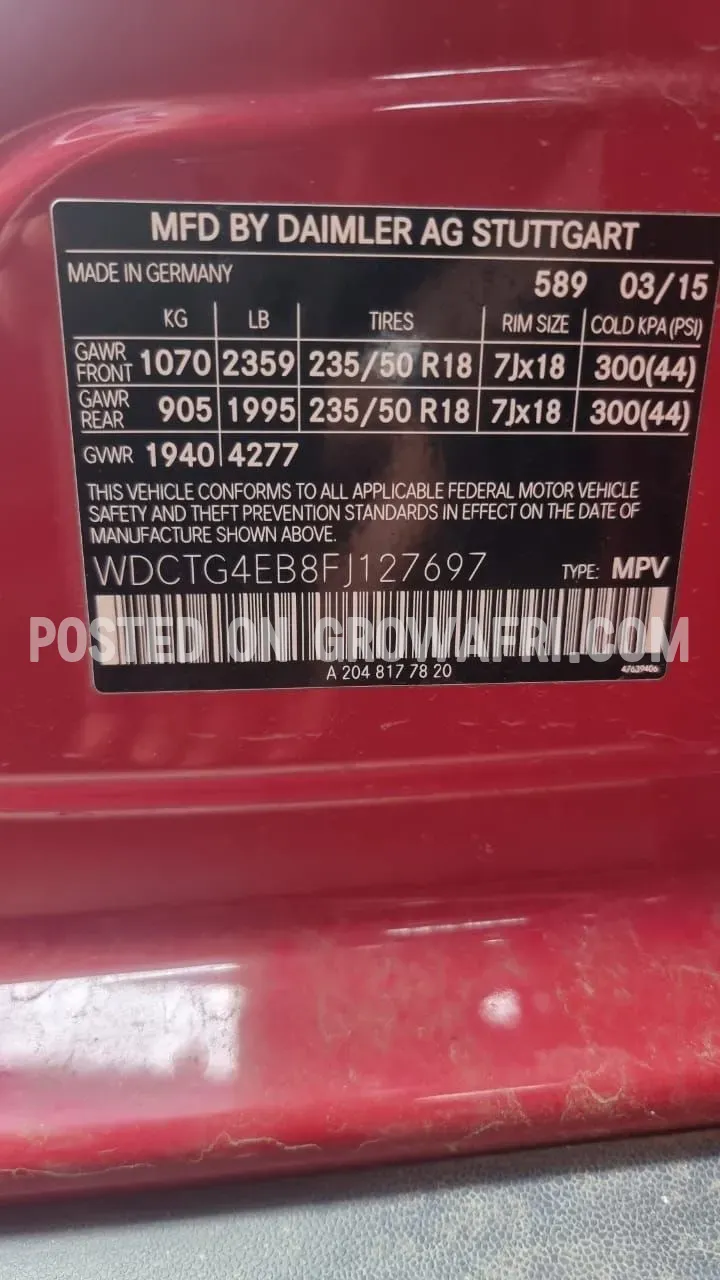 MFD BY DAIMLER AG STUTTGART
MADE IN GERMANY 589 03/15
KG LB TIRES RIM SIZE COLD KPA(PSI)
GAWR FRONT 1070 2359 235/50 R18 7Jx18 300(44)
GAWR REAR 905 1995 235/50 R18 7Jx18 300(44)
GVWR 1940 4277
THIS VEHICLE CONFORMS TO ALL APPLICABLE FEDERAL MOTOR VEHICLE
SAFETY AND THEFT PREVENTION STANDARDS IN EFFECT ON THE DATE OF
MANUFACTURE SHOWN ABOVE.
WDCTG4EB8FJ127697 TYPE: MPV
POSTED ON GROWAFRI.COM
A 204 817 78 20 47639406